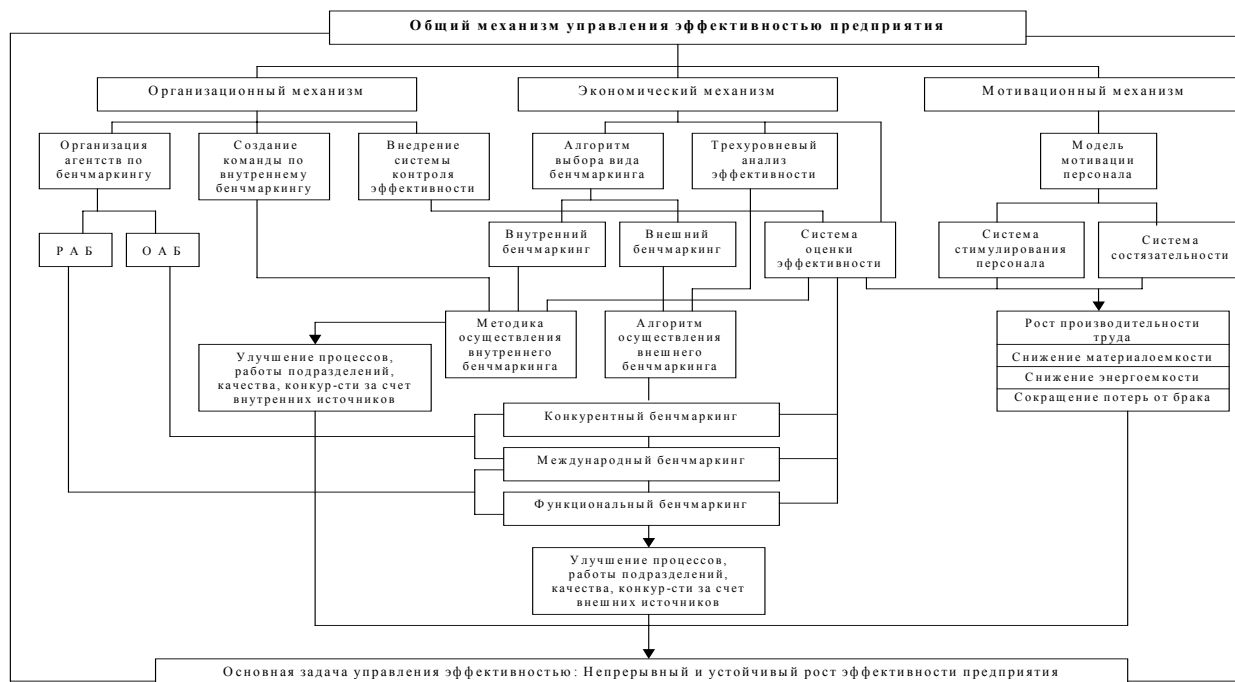 Общий механизм управления эффективностью предприятия
Организационный механизм
Экономический механизм
Мотивационный механизм
Организация
агентств по
бенчмаркингу
Создание
команды по
внутреннему
бенчмаркингу
Внедрение
системы
контроля
эффективности
Алгоритм
выбора вида
бенчмаркинга
Трехуровневый
анализ
эффективности
Модель
мотивации
персонала
РАБ
ОАБ
Внутренний
бенчмаркинг
Внешний
бенчмаркинг
Система
оценки
эффективности
Система
стимулирования
персонала
Система
состязательности
Улучшение процессов,
работы подразделений,
качества, конкур-сти за счет
внутренних источников
Методика
осуществления
внутреннего
бенчмаркинга
Алгоритм
осуществления
внешнего
бенчмаркинга
Рост производительности
труда
Снижение материалоемкости
Снижение энергоемкости
Сокращение потерь от брака
Конкурентный бенчмаркинг
Международный бенчмаркинг
Функциональный бенчмаркинг
Улучшение процессов,
работы подразделений,
качества, конкур-сти за счет
внешних источников
Основная задача управления эффективностью: Непрерывный и устойчивый рост эффективности предприятия